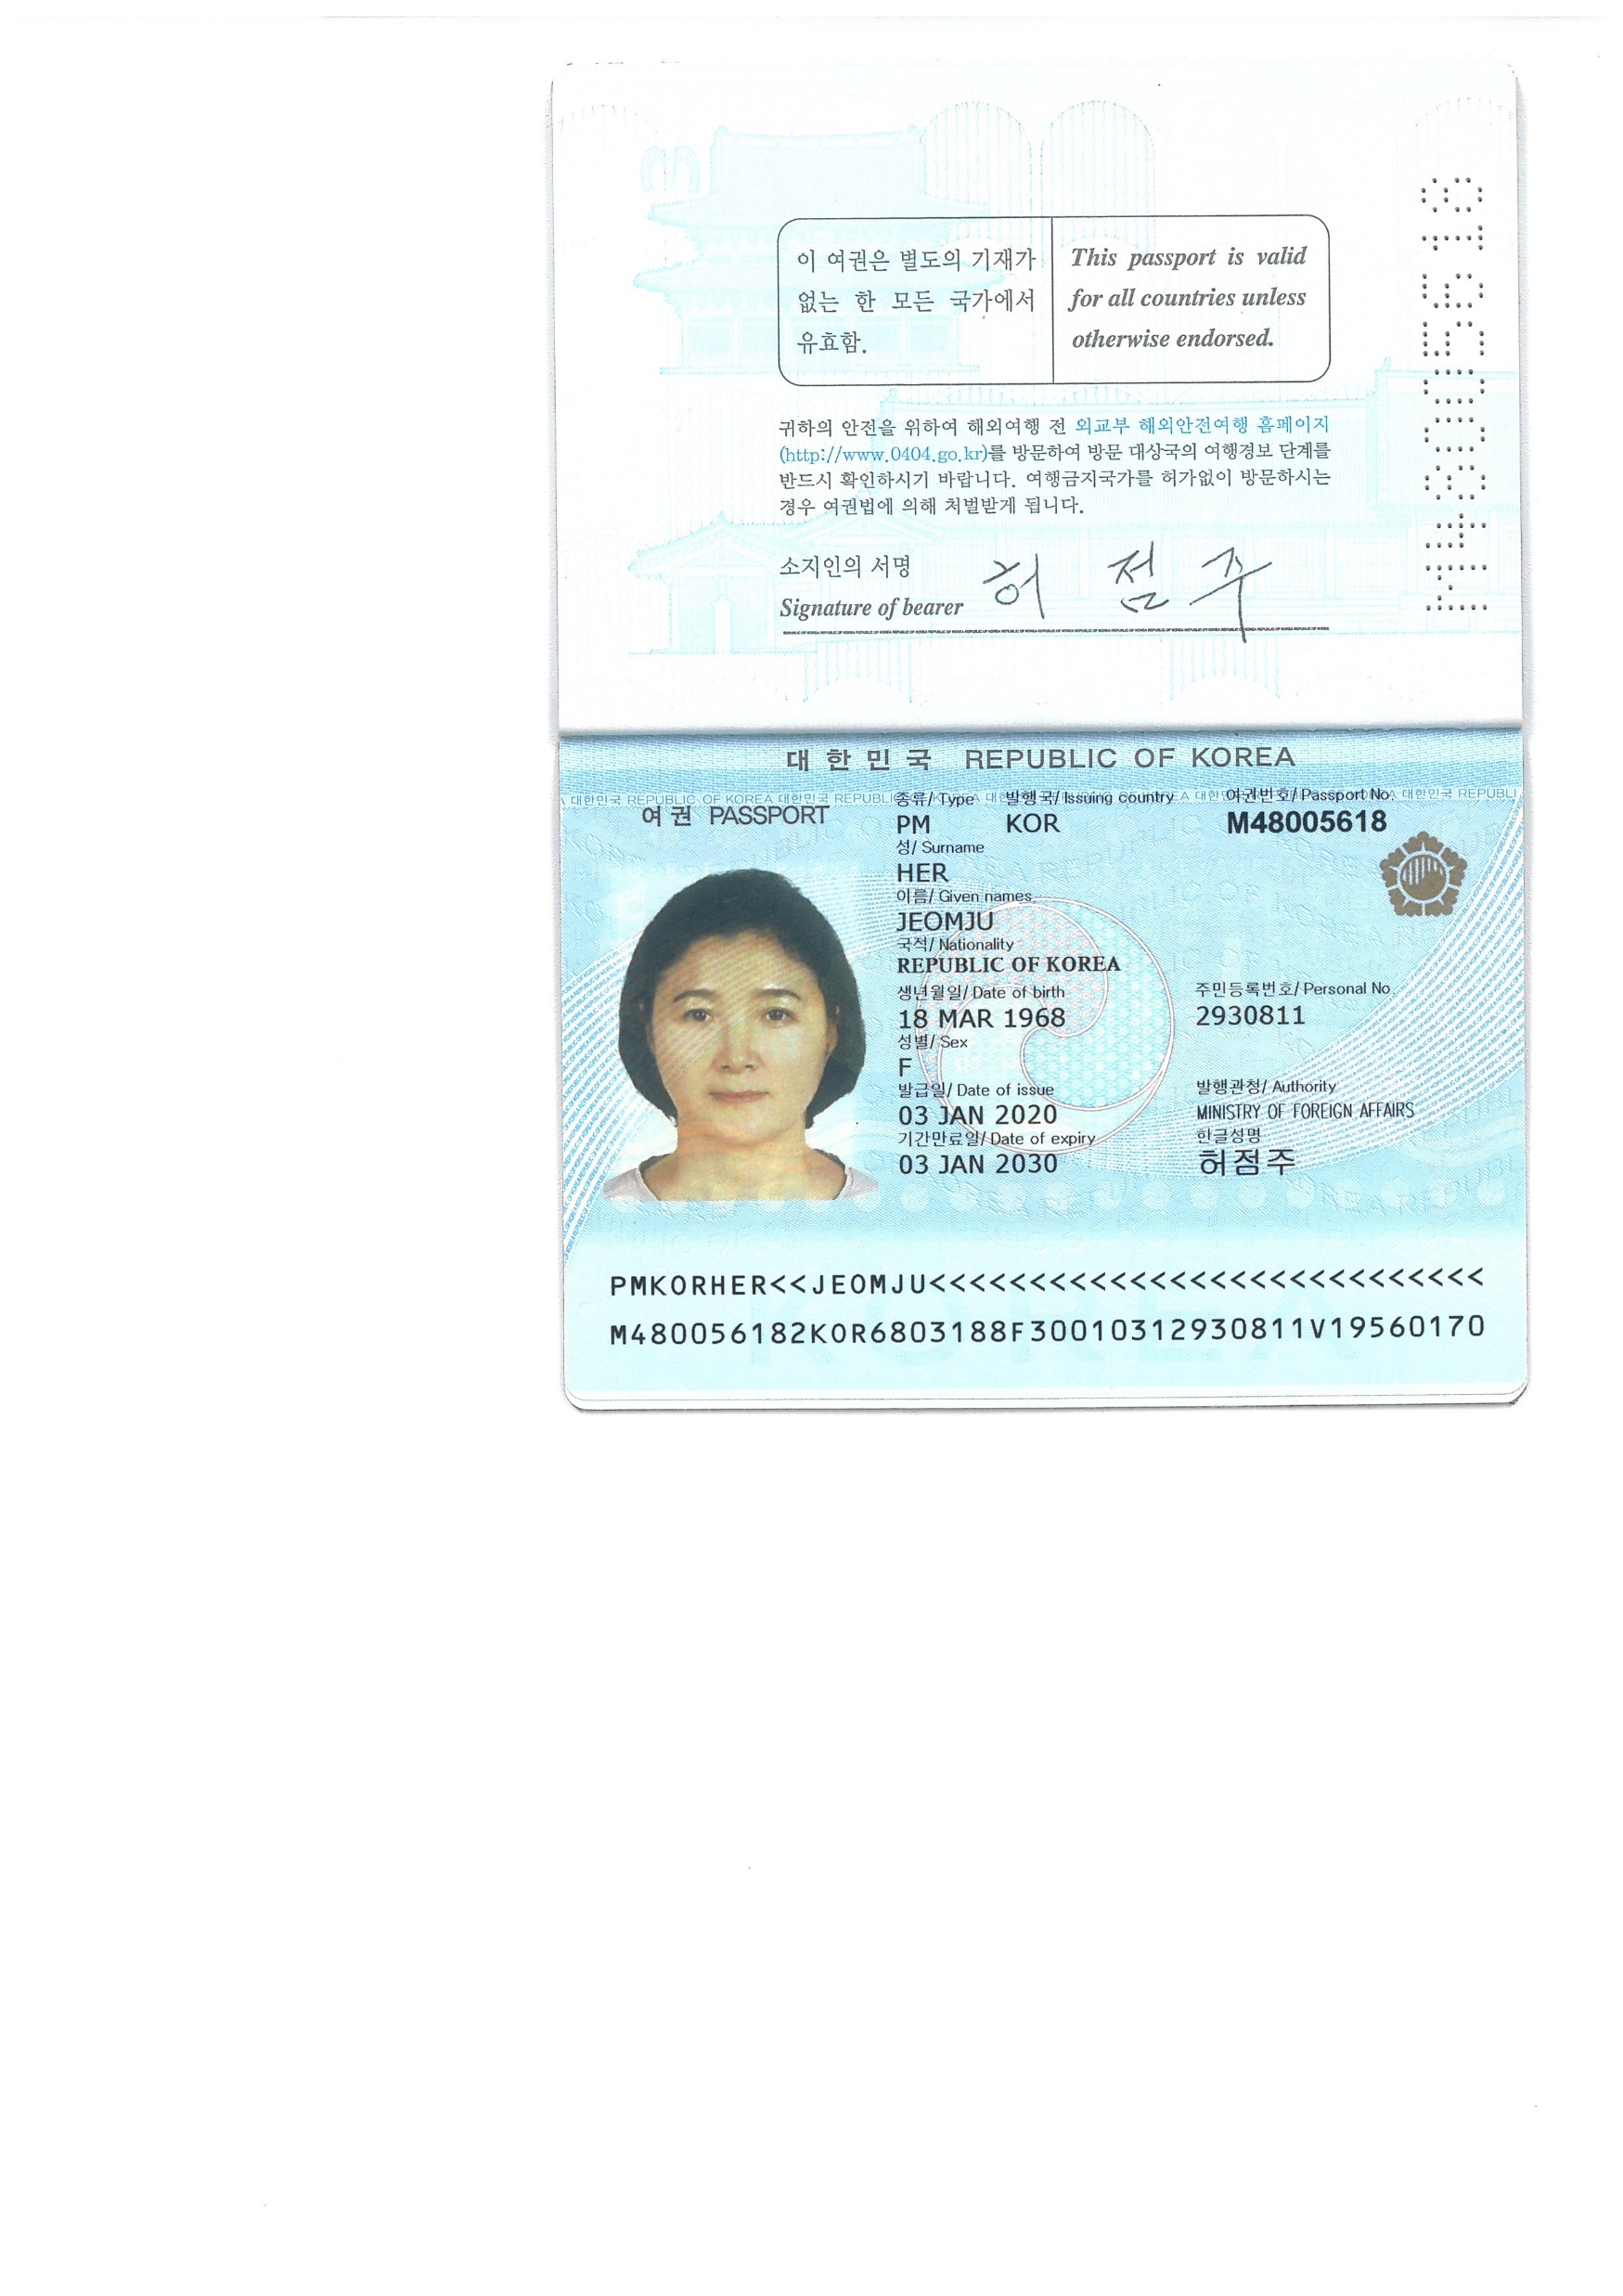 이 여권은 별도의 기재가
없는 한 모든 국가에서
유효함.
This passport is valid
for all countries unless
otherwise endorsed.
귀하의 안전을 위하여 해외여행 전 외교부 해외안전여행 홈페이지
(http://www.0404.go.kr)를 방문하여 방문 대상국의 여행경보 단계를
반드시 확인하시기 바랍니다. 여행금지국가를 허가없이 방문하시는
경우 여권법에 의해 처벌받게 됩니다.
소지인의 서명
Signature of bearer
허 점 주
M48005618
대한민국 REPUBLIC OF KOREA
여권 PASSPORT
종류/ Type 발행국/ Issuing country 여권번호/ Passport No.
PM KOR M48005618
성/ Surname
HER
이름/ Given names
JEOMJU
국적/ Nationality
REPUBLIC OF KOREA
생년월일/ Date of birth 주민등록번호/ Personal No.
18 MAR 1968 2930811
성별/ Sex
F
발급일/ Date of issue 발행관청/ Authority
03 JAN 2020 MINISTRY OF FOREIGN AFFAIRS
기간만료일/ Date of expiry 한글성명
03 JAN 2030 허점주
PMKORHER<<JEOMJU<<<<<<<<<<<<<<<<<<<<<<<<<<<<
M480056182KOR6803188F30010312930811V19560170